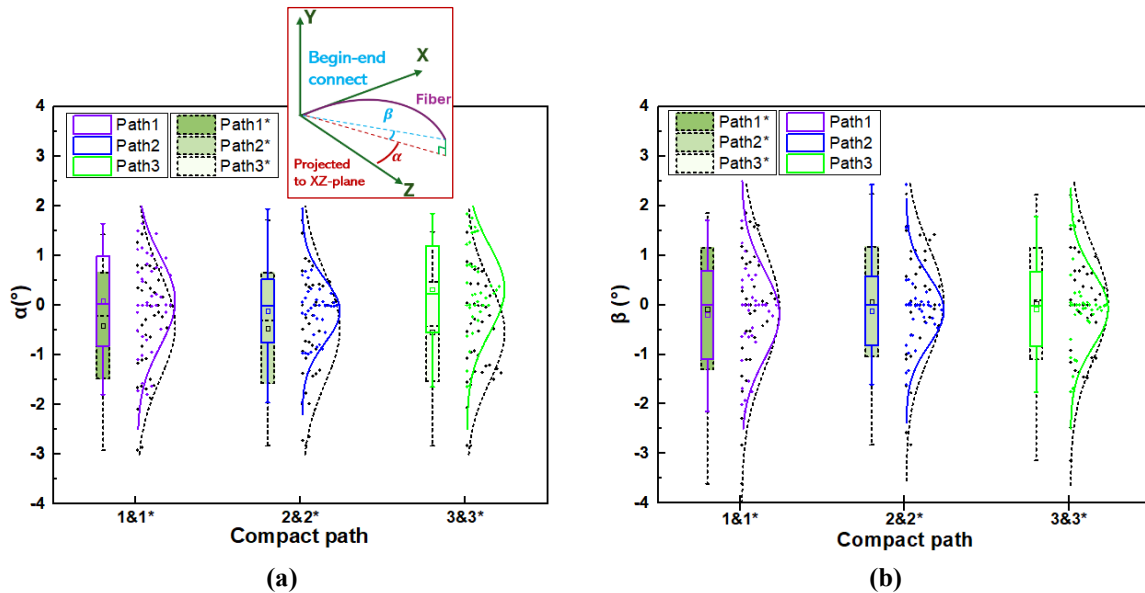 Y
X
Begin-end
connect
Fiber
β
α
Projected
to XZ-plane
Z
Path1
Path2
Path3
Path1*
Path2*
Path3*
α(°)
4
3
2
1
0
-1
-2
-3
-4
1&1*
2&2*
3&3*
Compact path
(a)
Path1*
Path2*
Path3*
Path1
Path2
Path3
β (°)
4
3
2
1
0
-1
-2
-3
-4
1&1*
2&2*
3&3*
Compact path
(b)